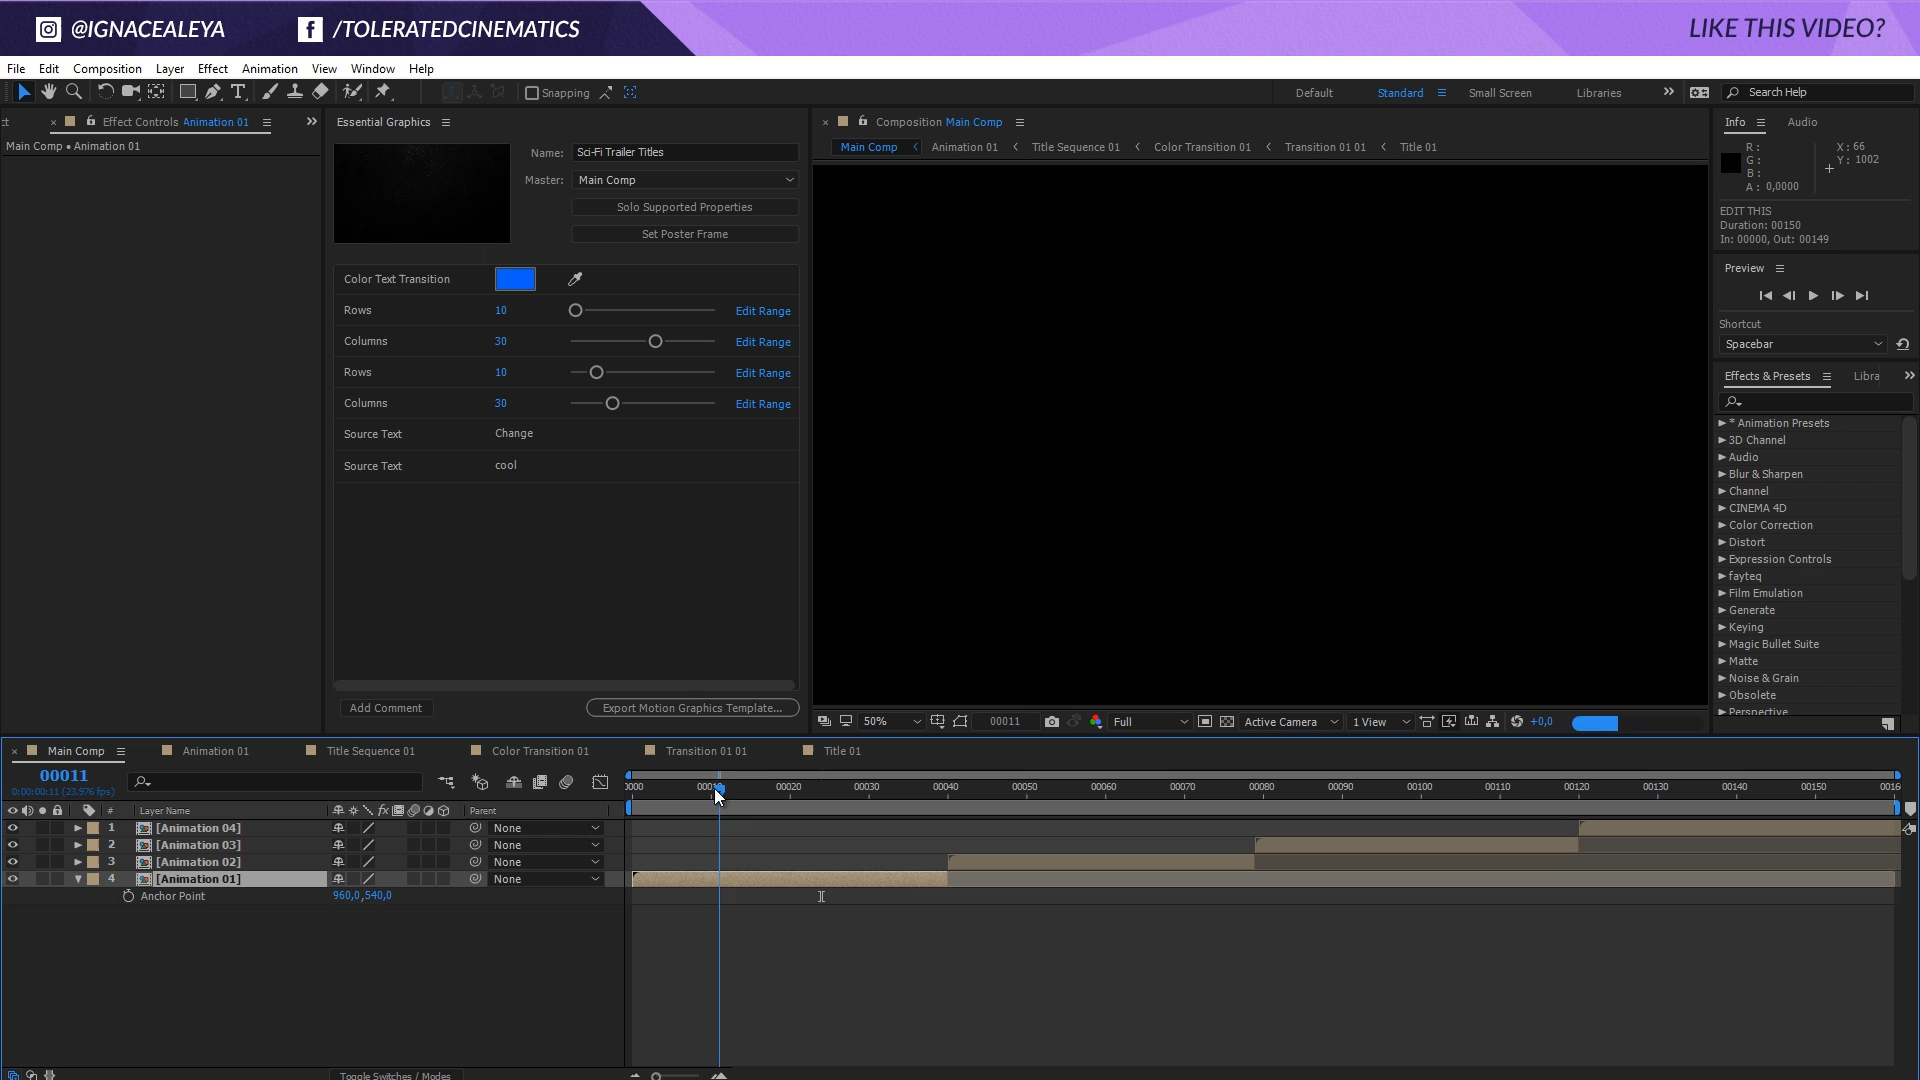 @IGNACEALEYA
/TOLERATEDCINEMATICS
LIKE THIS VIDEO?
File Edit Composition Layer Effect Animation View Window Help
Snapping Default Standard Small Screen Libraries Search Help
Effect Controls Animation 01
Main Comp • Animation 01
Essential Graphics
Name: Sci-Fi Trailer Titles
Master: Main Comp
Solo Supported Properties
Set Poster Frame
Color Text Transition
Rows 10 Edit Range
Columns 30 Edit Range
Rows 10 Edit Range
Columns 30 Edit Range
Source Text Change
Source Text cool
Add Comment Export Motion Graphics Template...
Composition Main Comp
Main Comp Animation 01 Title Sequence 01 Color Transition 01 Transition 01 01 Title 01
50% 00011 Full Active Camera 1 View +0,0
Info Audio
R: X: 66
G: Y: 1002
B:
A: 0,0000
EDIT THIS
Duration: 00150
In: 00000, Out: 00149
Preview
Shortcut
Spacebar
Effects & Presets Libra
* Animation Presets
3D Channel
Audio
Blur & Sharpen
Channel
CINEMA 4D
Color Correction
Distort
Expression Controls
fayteq
Film Emulation
Generate
Keying
Magic Bullet Suite
Matte
Noise & Grain
Obsolete
Perspective
Main Comp Animation 01 Title Sequence 01 Color Transition 01 Transition 01 01 Title 01
00011
0:00:00:11 (23.976 fps)
0000 00020 00030 00040 00050 00060 00070 00080 00090 00100 00110 00120 00130 00140 00150 0016
# Layer Name fx Parent
1 [Animation 04] None
2 [Animation 03] None
3 [Animation 02] None
4 [Animation 01] None
Anchor Point 960,0,540,0
Toggle Switches / Modes